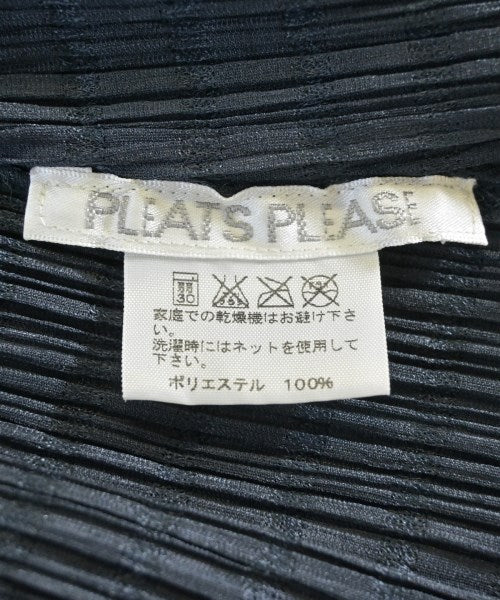 PLEATS PLEASE
弱
30
家庭での乾燥機はお避け下さ
い。
洗濯時にはネットを使用して
下さい。
ポリエステル 100%